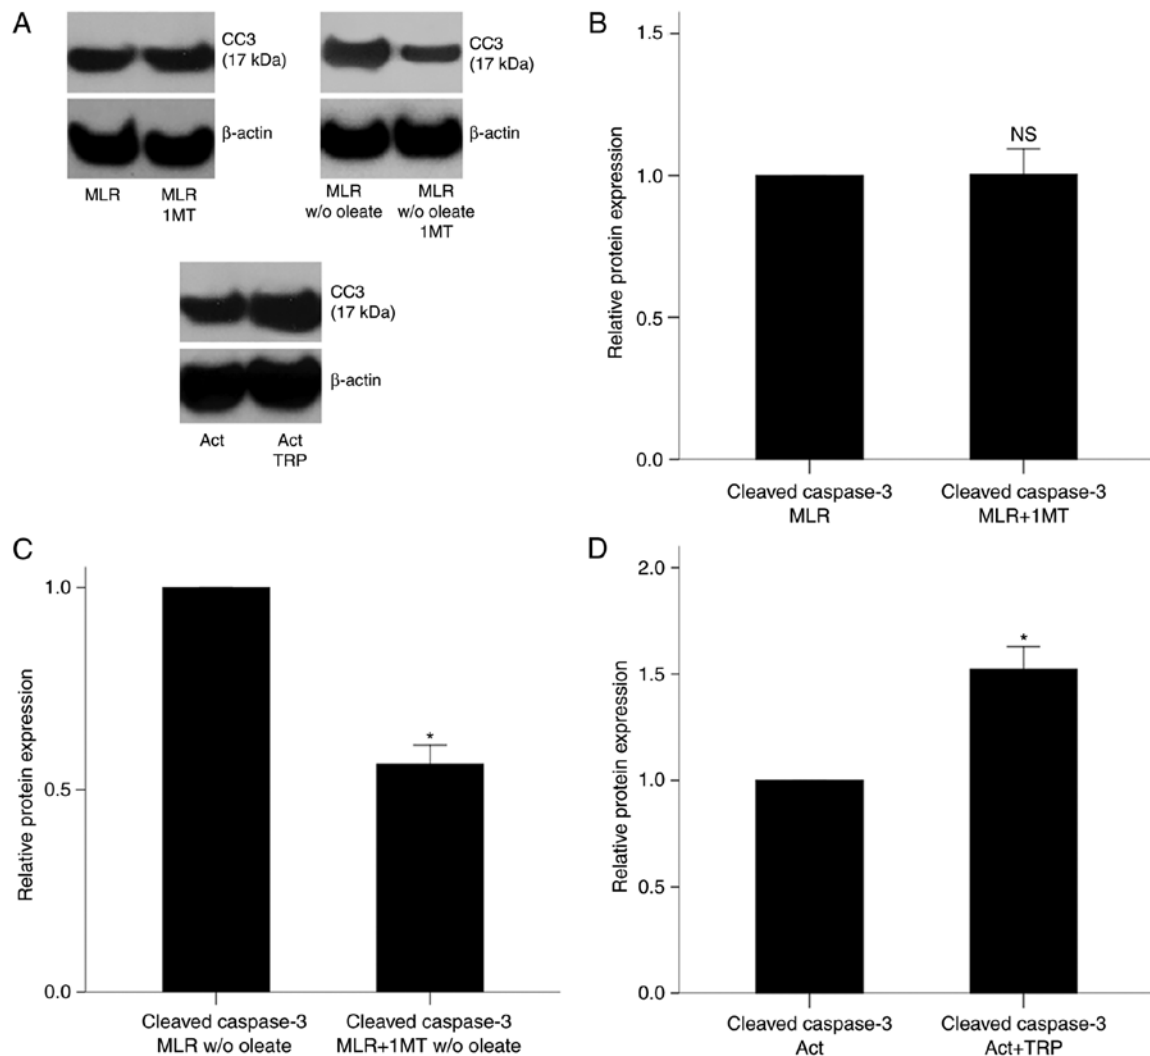 A
CC3
(17 kDa)
β-actin
MLR
MLR
1MT
CC3
(17 kDa)
β-actin
MLR
w/o oleate
MLR
w/o oleate
1MT
CC3
(17 kDa)
β-actin
Act
Act
TRP
B
Relative protein expression
1.5
1.0
0.5
0.0
NS
Cleaved caspase-3
MLR
Cleaved caspase-3
MLR+1MT
C
Relative protein expression
1.0
0.5
0.0
*
Cleaved caspase-3
MLR w/o oleate
Cleaved caspase-3
MLR+1MT w/o oleate
D
Relative protein expression
2.0
1.5
1.0
0.5
0.0
*
Cleaved caspase-3
Act
Cleaved caspase-3
Act+TRP